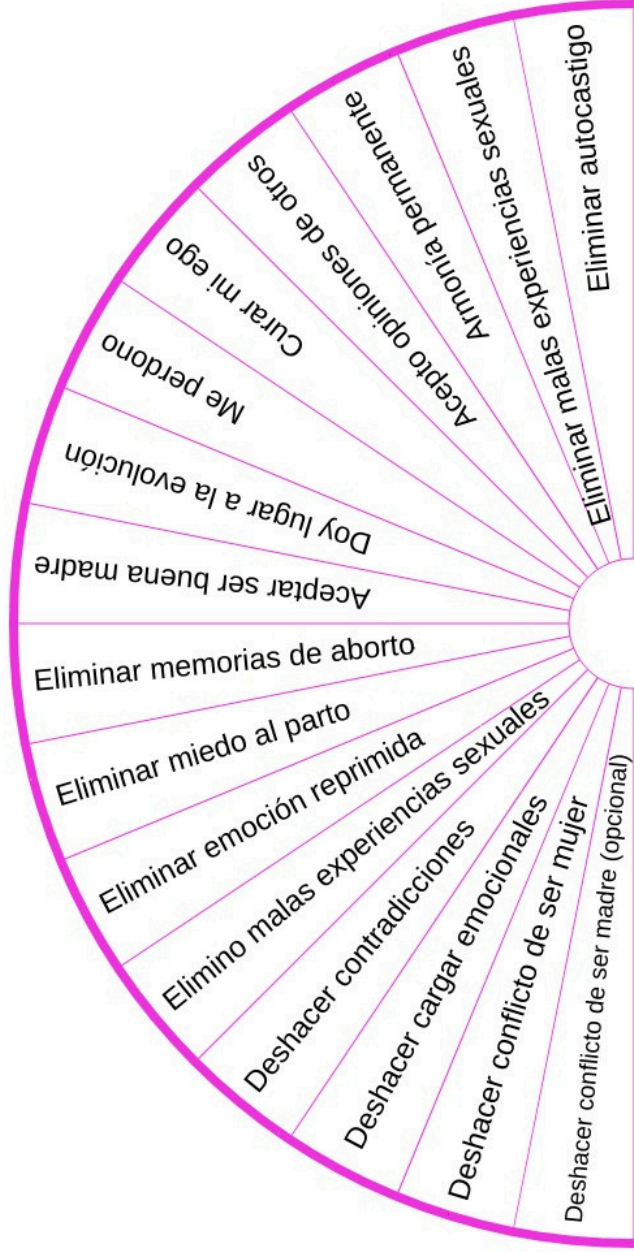 Eliminar autocastigo
Eliminar malas experiencias sexuales
Armonía permanente
Acepto opiniones de otros
Curar mi ego
Me perdono
Doy lugar a la evolución
Aceptar ser buena madre
Eliminar memorias de aborto
Eliminar miedo al parto
Eliminar emoción reprimida
Elimino malas experiencias sexuales
Deshacer contradicciones
Deshacer cargar emocionales
Deshacer conflicto de ser mujer
Deshacer conflicto de ser madre (opcional)